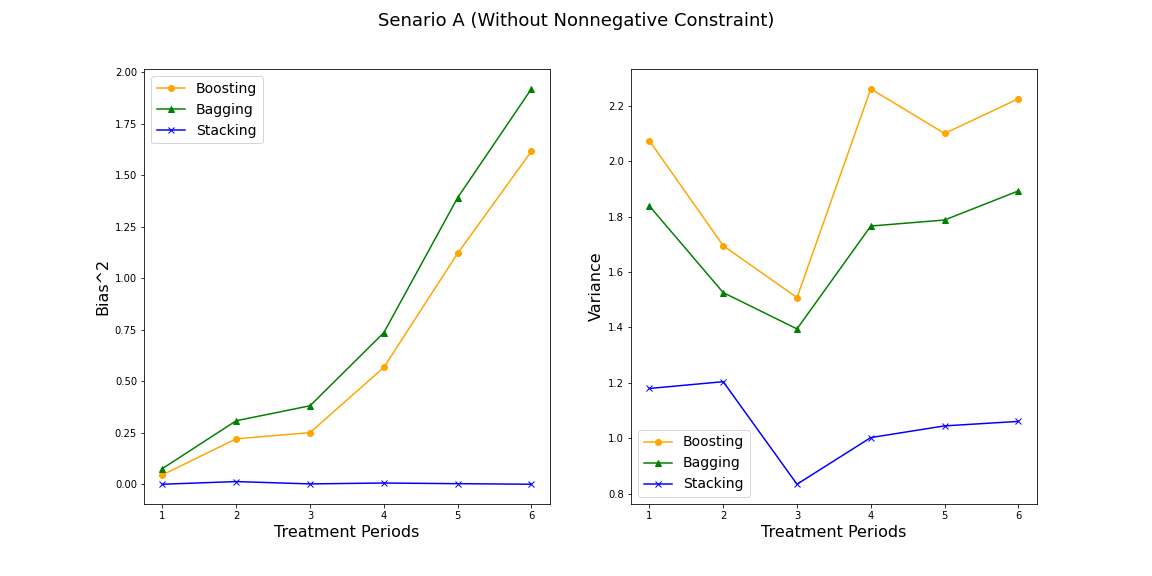 Senario A (Without Nonnegative Constraint)
Boosting
Bagging
Stacking
2.00
1.75
1.50
1.25
1.00
0.75
0.50
0.25
0.00
Bias^2
1 2 3 4 5 6
Treatment Periods
2.2
2.0
1.8
1.6
1.4
1.2
1.0
0.8
Variance
Boosting
Bagging
Stacking
1 2 3 4 5 6
Treatment Periods